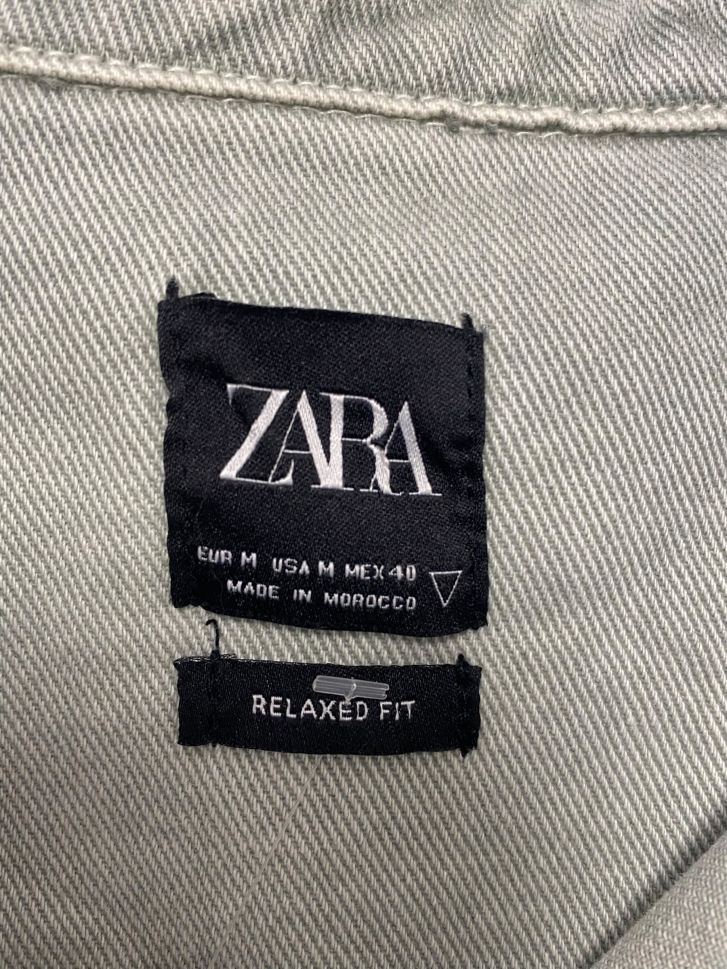 ZARA
EUR M USA M MEX 40
MADE IN MOROCCO
RELAXED FIT